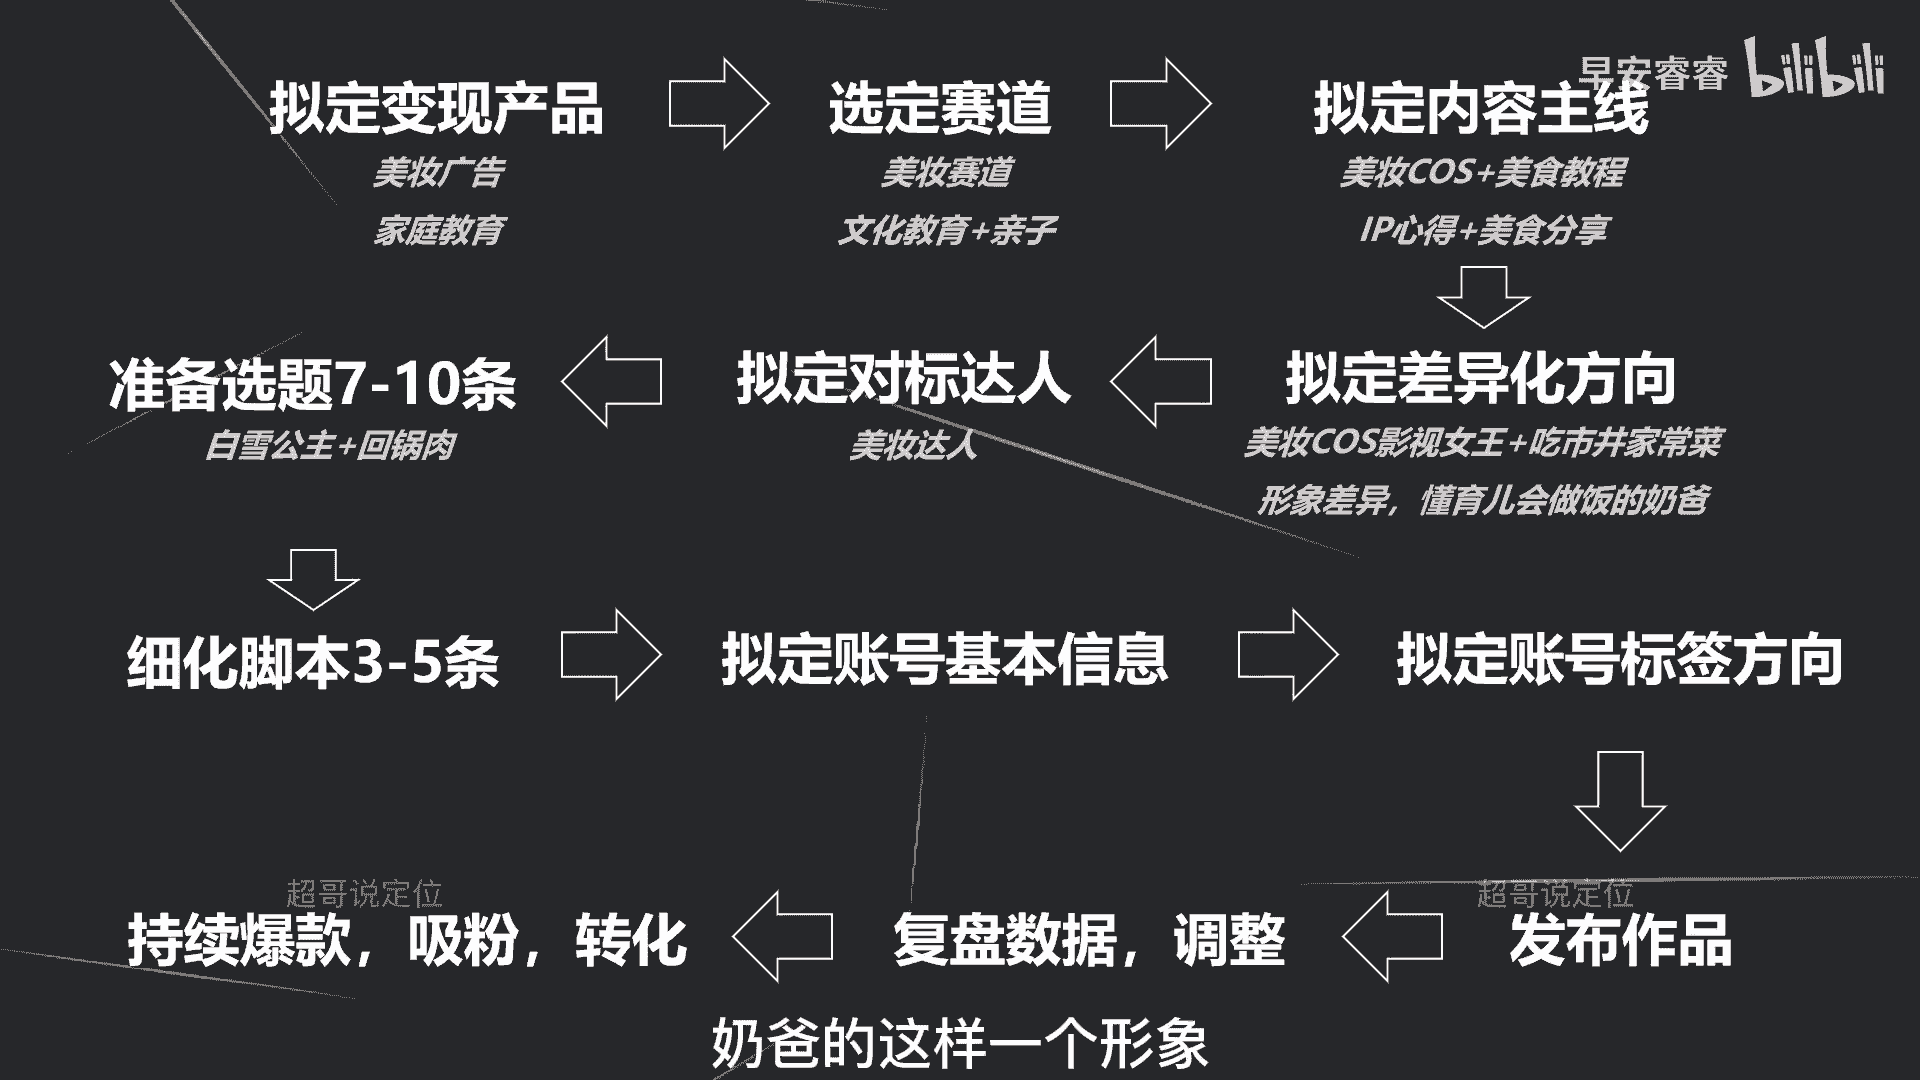 早安睿睿 bilibili
拟定变现产品
美妆广告
家庭教育
选定赛道
美妆赛道
文化教育+亲子
拟定内容主线
美妆COS+美食教程
IP心得+美食分享
拟定差异化方向
美妆COS影视女王+吃市井家常菜
形象差异，懂育儿会做饭的奶爸
拟定对标达人
美妆达人
准备选题7-10条
白雪公主+回锅肉
细化脚本3-5条
拟定账号基本信息
拟定账号标签方向
超哥说定位
发布作品
复盘数据，调整
超哥说定位
持续爆款，吸粉，转化
奶爸的这样一个形象